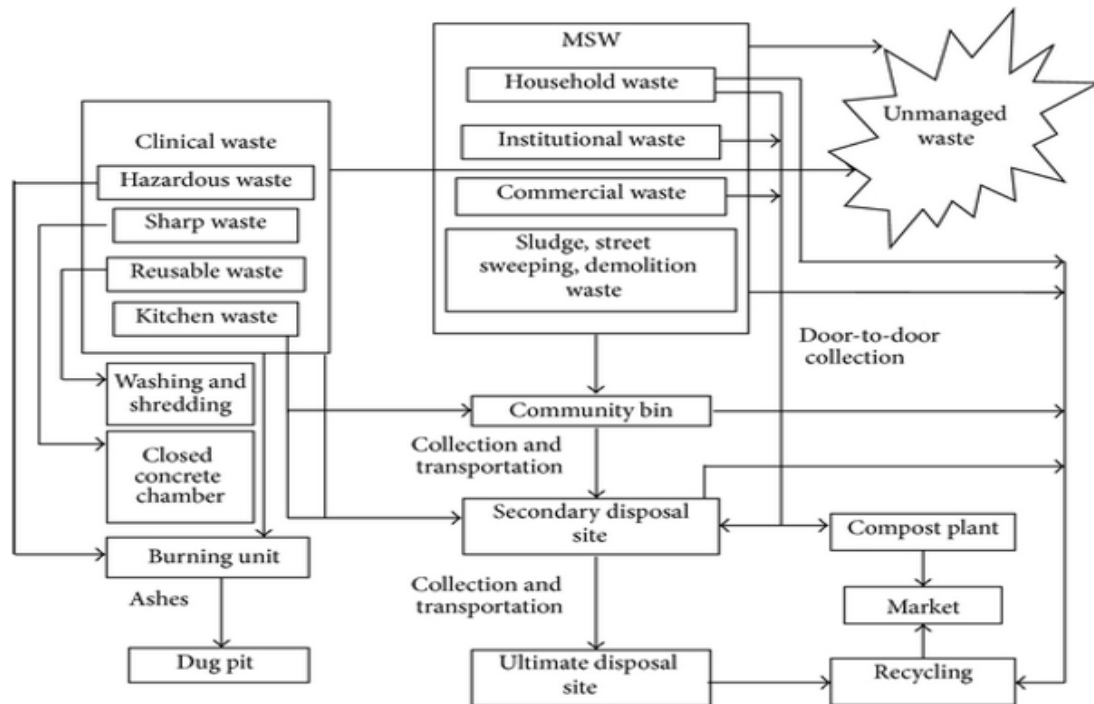 MSW
Household waste
Institutional waste
Commercial waste
Sludge, street
sweeping, demolition
waste
Unmanaged
waste
Clinical waste
Hazardous waste
Sharp waste
Reusable waste
Kitchen waste
Washing and
shredding
Closed
concrete
chamber
Burning unit
Ashes
Dug pit
Door-to-door
collection
Community bin
Collection and
transportation
Secondary disposal
site
Collection and
transportation
Ultimate disposal
site
Compost plant
Market
Recycling